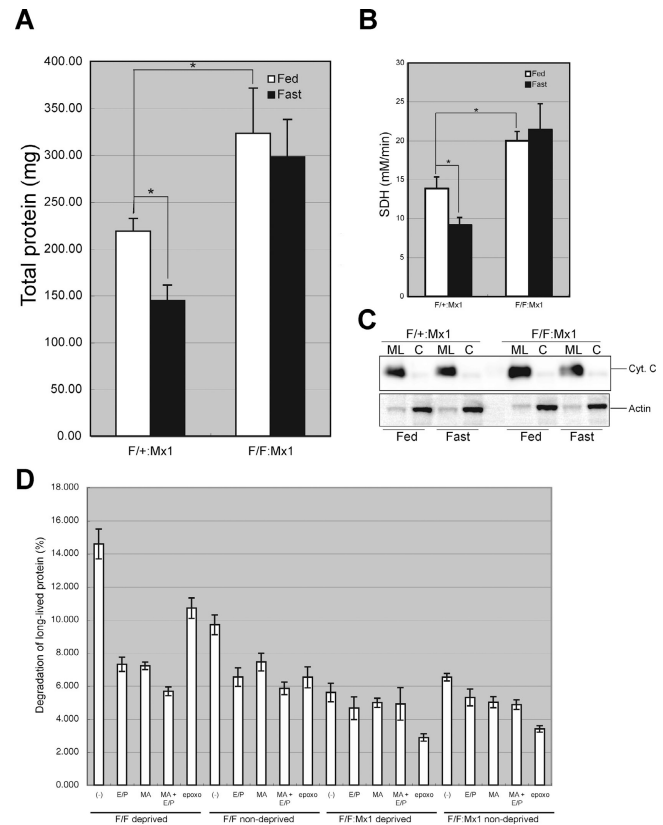 A
400.00
350.00
300.00
250.00
200.00
150.00
100.00
50.00
0.00
Total protein (mg)
*
*
Fed
Fast
F/+:Mx1
F/F:Mx1
B
30
25
20
15
10
5
0
SDH (mM/min)
*
*
Fed
Fast
F/+:Mx1
F/F:Mx1
C
F/+:Mx1 F/F:Mx1
ML C ML C ML C ML C
Cyt. C
Actin
Fed Fast Fed Fast
D
18.000
16.000
14.000
12.000
10.000
8.000
6.000
4.000
2.000
0.000
Degradation of long-lived protein (%)
(-) E/P MA MA + E/P epoxo (-) E/P MA MA + E/P epoxo (-) E/P MA MA + E/P epoxo (-) E/P MA MA + E/P epoxo
F/F deprived F/F non-deprived F/F:Mx1 deprived F/F:Mx1 non-deprived